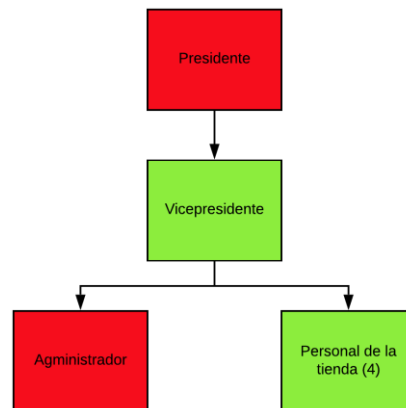 Presidente
Vicepresidente
Agministrador
Personal de la
tienda (4)